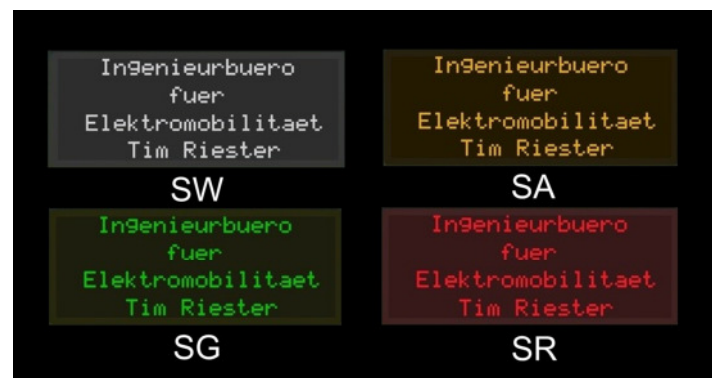 Ingenieurbuero
fuer
Elektromobilitaet
Tim Riester
SW
Ingenieurbuero
fuer
Elektromobilitaet
Tim Riester
SA
Ingenieurbuero
fuer
Elektromobilitaet
Tim Riester
SG
Ingenieurbuero
fuer
Elektromobilitaet
Tim Riester
SR